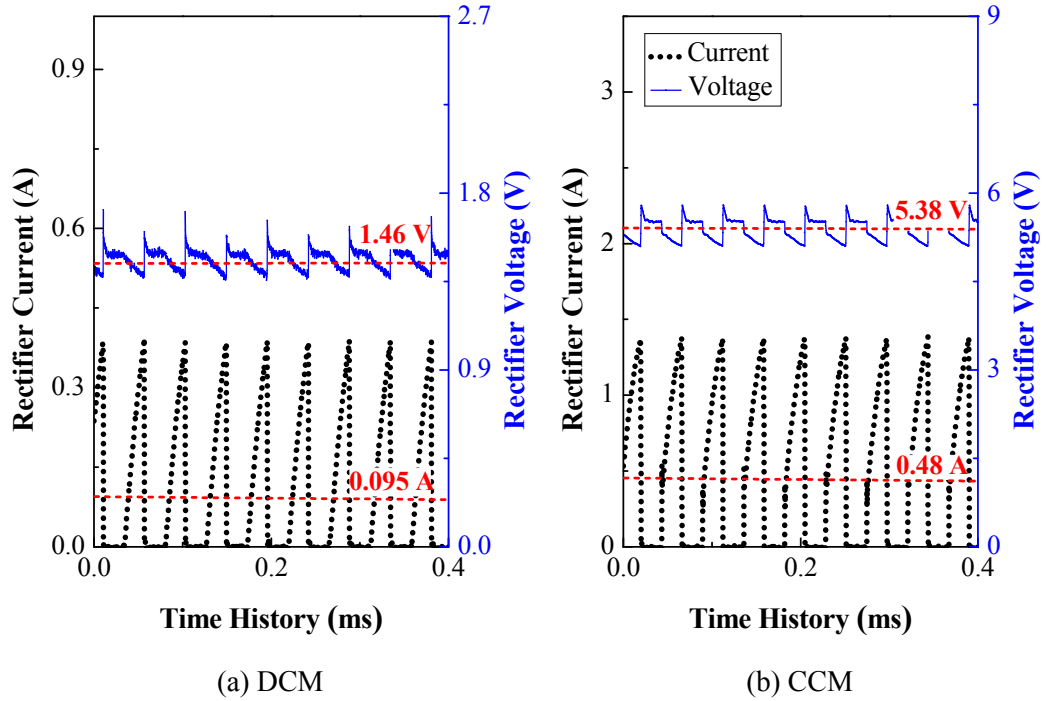 0.9
0.6
0.3
0.0
Rectifier Current (A)
2.7
1.8
0.9
0.0
Rectifier Voltage (V)
1.46 V
0.095 A
0.0
0.2
0.4
Time History (ms)
(a) DCM
3
2
1
0
Rectifier Current (A)
9
6
3
0
Rectifier Voltage (V)
Current
Voltage
5.38 V
0.48 A
0.0
0.2
0.4
Time History (ms)
(b) CCM